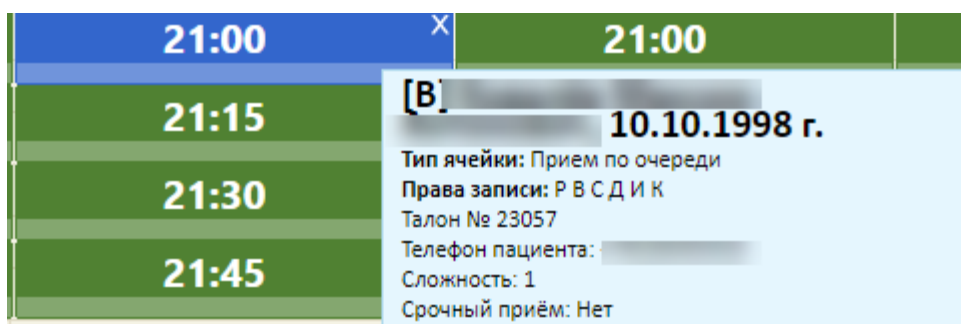 21:00 X 21:00
21:15
21:30
21:45
[В]
10.10.1998 г.
Тип ячейки: Прием по очереди
Права записи: Р В С Д И К
Талон № 23057
Телефон пациента:
Сложность: 1
Срочный приём: Нет